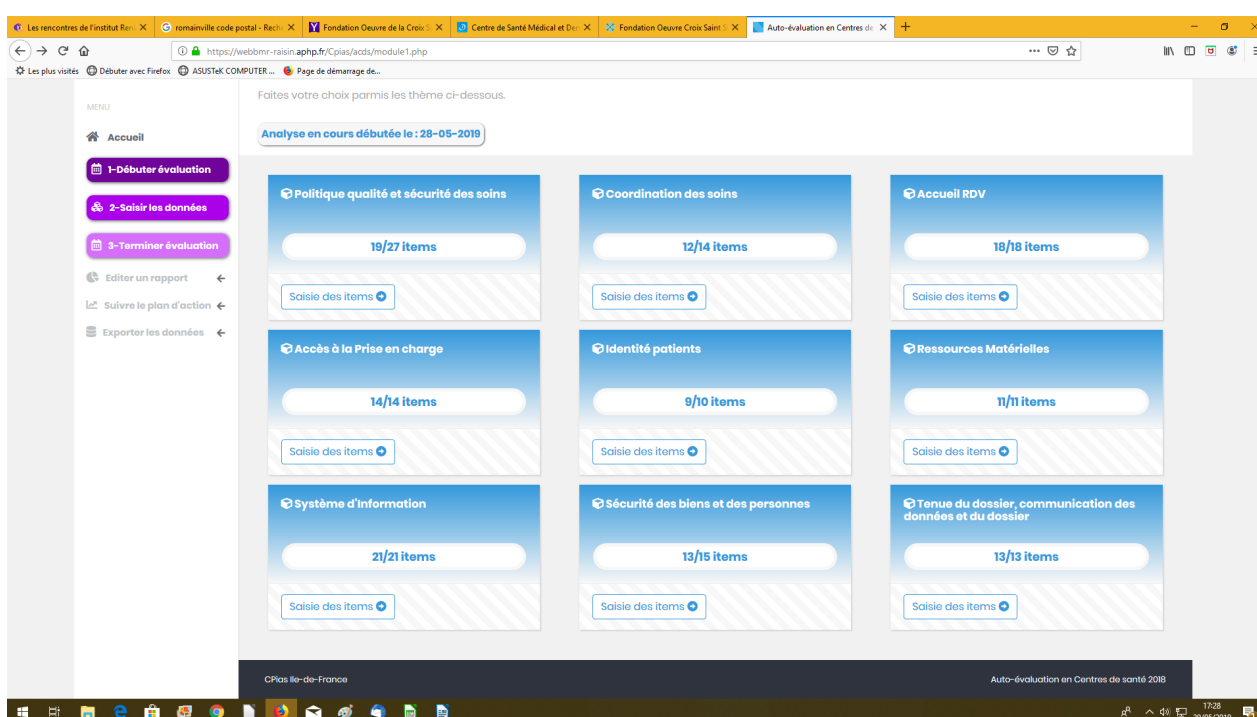 Les rencontres de l'institut Ren
romainville code postal - Rech
Fondation Oeuvre de la Croix S
Centre de Santé Médical et De
Fondation Oeuvre Croix Saint S
Auto-évaluation en Centres de
https://webbmr-raisin.aphp.fr/Cpias/acds/module1.php
Les plus visités Débuter avec Firefox ASUSTeK COMPUTER ... Page de démarrage de...
Faites votre choix parmis les thème ci-dessous.
MENU
Analyse en cours débutée le : 28-05-2019
Accueil
1-Débuter évaluation
2-Saisir les données
3-Terminer évaluation
Editer un rapport
Suivre le plan d'action
Exporter les données
Politique qualité et sécurité des soins
19/27 items
Saisie des items
Coordination des soins
12/14 items
Saisie des items
Accueil RDV
18/18 items
Saisie des items
Accès à la Prise en charge
14/14 items
Saisie des items
Identité patients
9/10 items
Saisie des items
Ressources Matérielles
11/11 items
Saisie des items
Système d'Information
21/21 items
Saisie des items
Sécurité des biens et des personnes
13/15 items
Saisie des items
Tenue du dossier, communication des
données et du dossier
13/13 items
Saisie des items
CPias Ile-de-France
Auto-évaluation en Centres de santé 2018
17:28